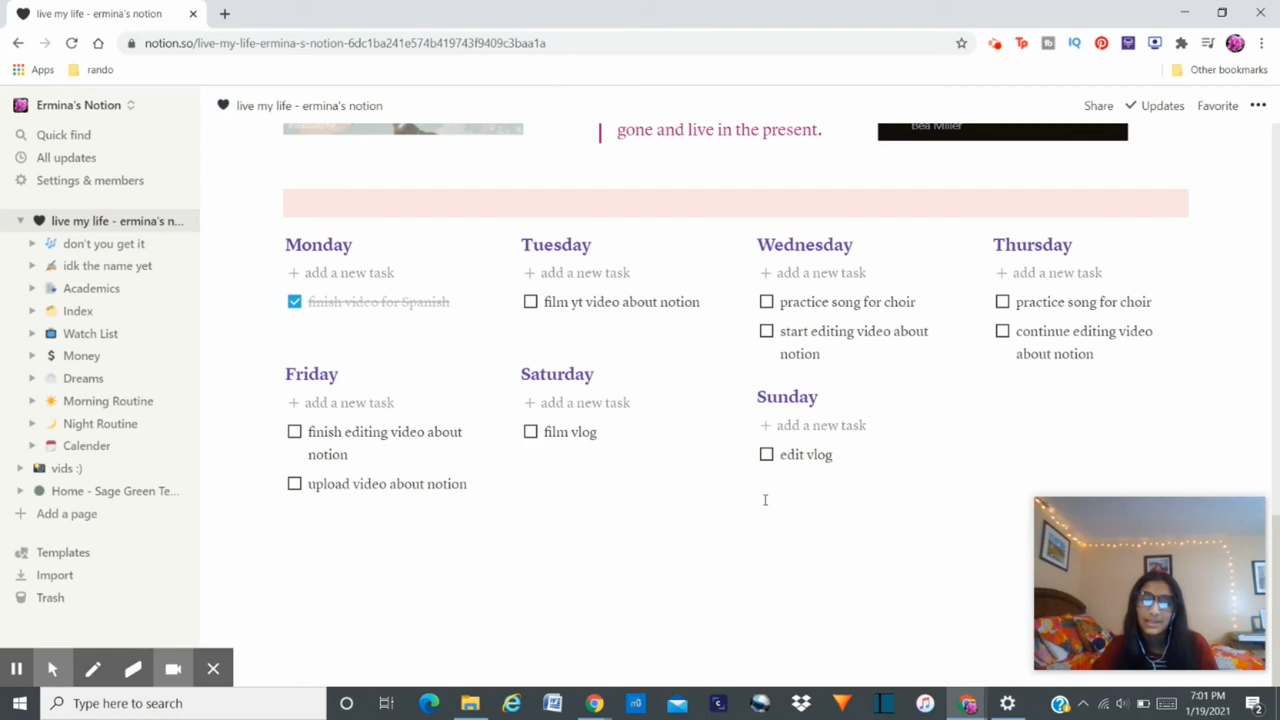 live my life - ermina's notion
notion.so/live-my-life-ermina-s-notion-6dc1ba241e574b419743f9409c3baa1a
Apps
rando
Other bookmarks
Ermina's Notion
live my life - ermina's notion
Share
Updates
Favorite
Quick find
All updates
Settings & members
live my life - ermina's n...
don't you get it
idk the name yet
Academics
Index
Watch List
Money
Dreams
Morning Routine
Night Routine
Calender
vids :)
Home - Sage Green Te...
Add a page
Templates
Import
Trash
gone and live in the present.
Bea Miller
Monday
+ add a new task
finish video for Spanish
Tuesday
+ add a new task
film yt video about notion
Wednesday
+ add a new task
practice song for choir
start editing video about
notion
Thursday
+ add a new task
practice song for choir
continue editing video
about notion
Friday
+ add a new task
finish editing video about
notion
upload video about notion
Saturday
+ add a new task
film vlog
Sunday
+ add a new task
edit vlog
Type here to search
7:01 PM
1/19/2021